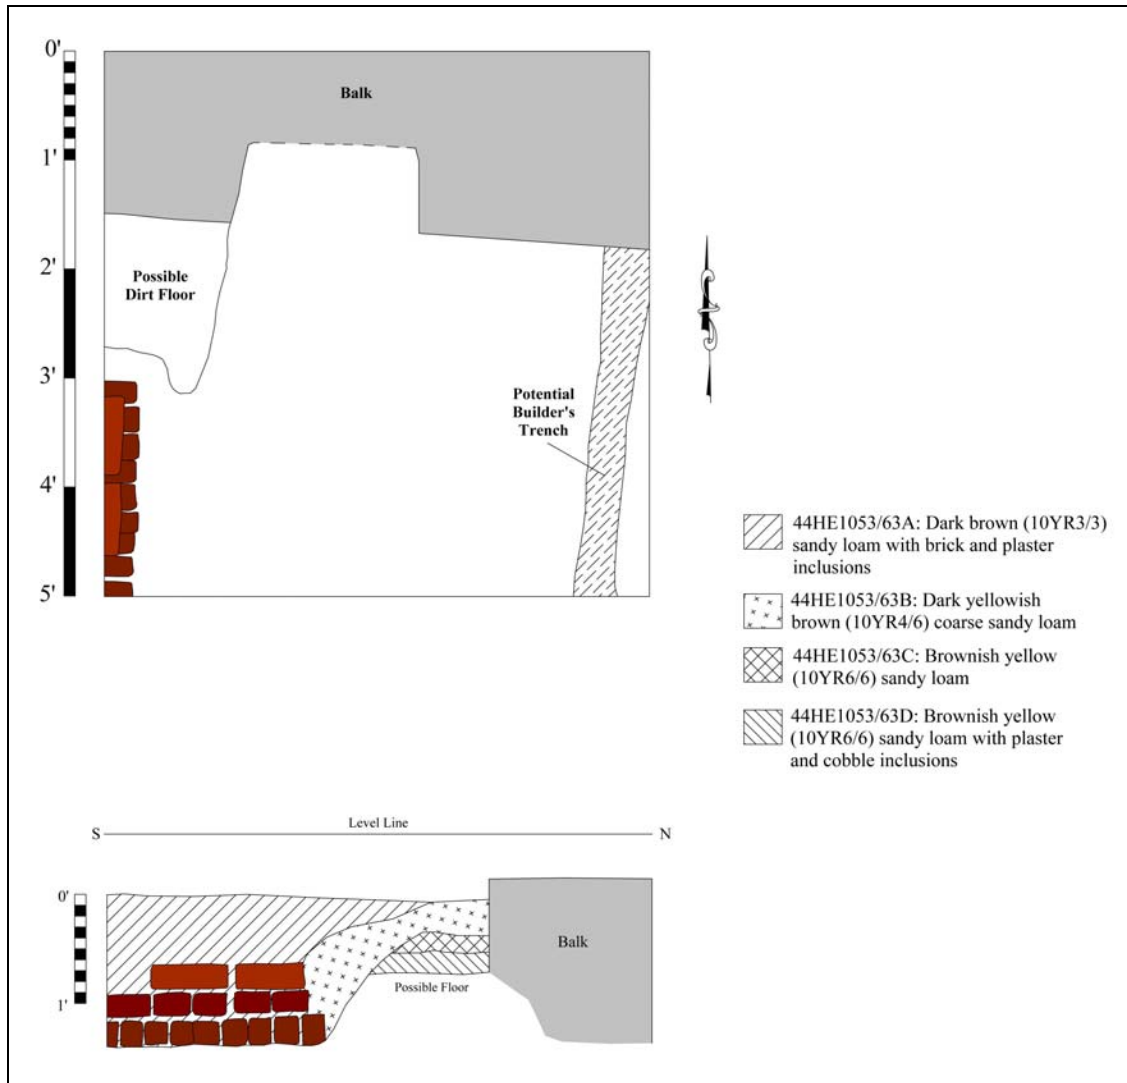 0'
1'
2'
3'
4'
5'
Balk
Possible
Dirt Floor
Potential
Builder's
Trench
44HE1053/63A: Dark brown (10YR3/3)
sandy loam with brick and plaster
inclusions
44HE1053/63B: Dark yellowish
brown (10YR4/6) coarse sandy loam
44HE1053/63C: Brownish yellow
(10YR6/6) sandy loam
44HE1053/63D: Brownish yellow
(10YR6/6) sandy loam with plaster
and cobble inclusions
Level Line
S
N
0'
1'
Balk
Possible Floor